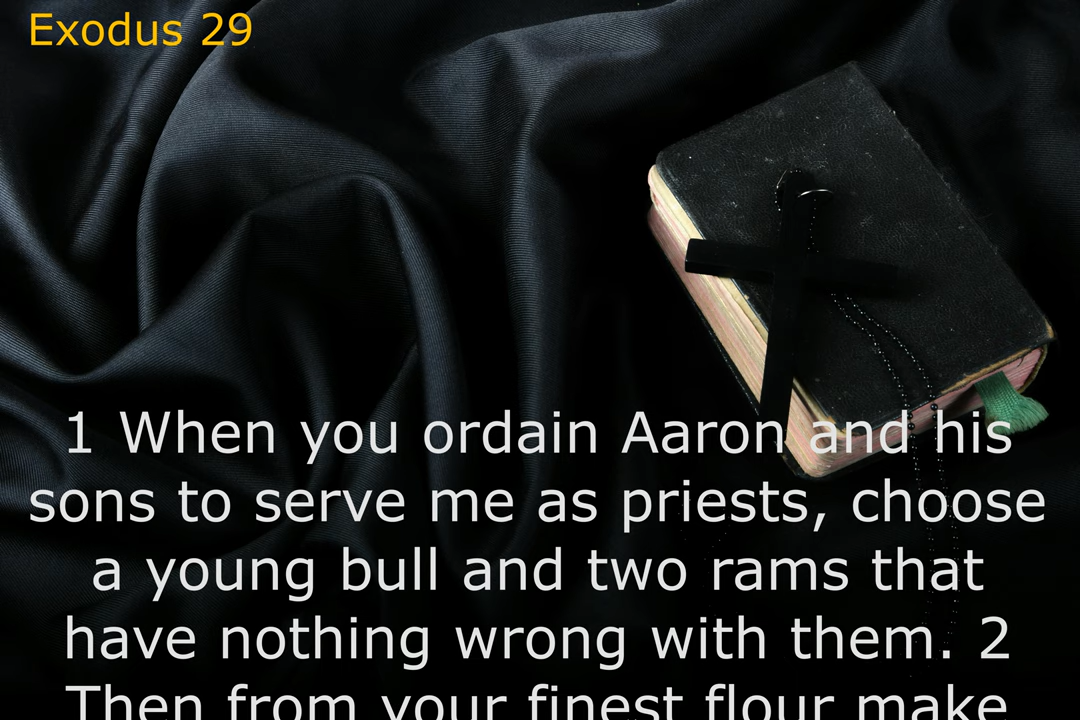 Exodus 29
1 When you ordain Aaron and his
sons to serve me as priests, choose
a young bull and two rams that
have nothing wrong with them. 2
Then from your finest flour make